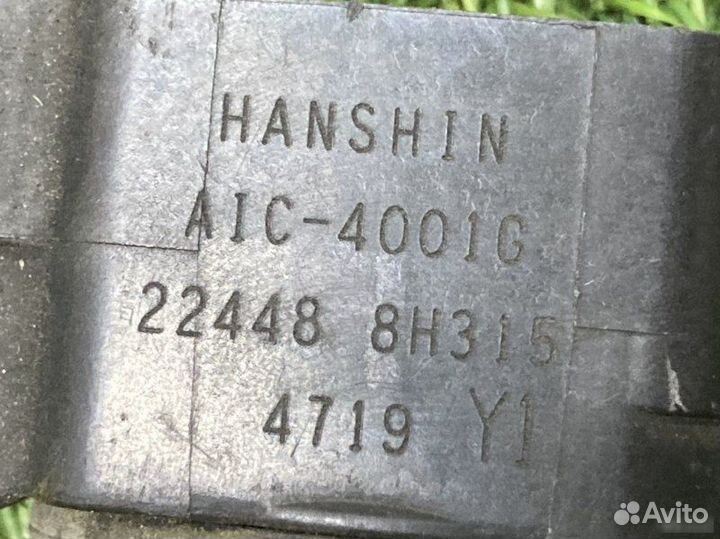 HANSHIN
AIC-4001G
22448 8H315
4719 Y1
Avito